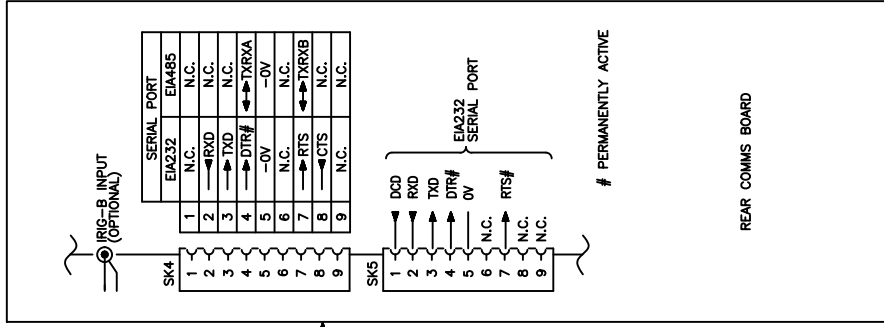 IRIG-B INPUT
(OPTIONAL)
SK4
1
2
3
4
5
6
7
8
9
SERIAL PORT
EIA232 EIA485
1 N.C. N.C.
2 RXD N.C.
3 TXD N.C.
4 DTR# TXRXA
5 -0V -0V
6 N.C. N.C.
7 RTS TXRXB
8 CTS N.C.
9 N.C. N.C.
SK5
1 DCD
2 RXD
3 TXD
4 DTR#
5 0V
6 N.C.
7 RTS#
8 N.C.
9 N.C.
EIA232
SERIAL PORT
# PERMANENTLY ACTIVE
REAR COMMS BOARD